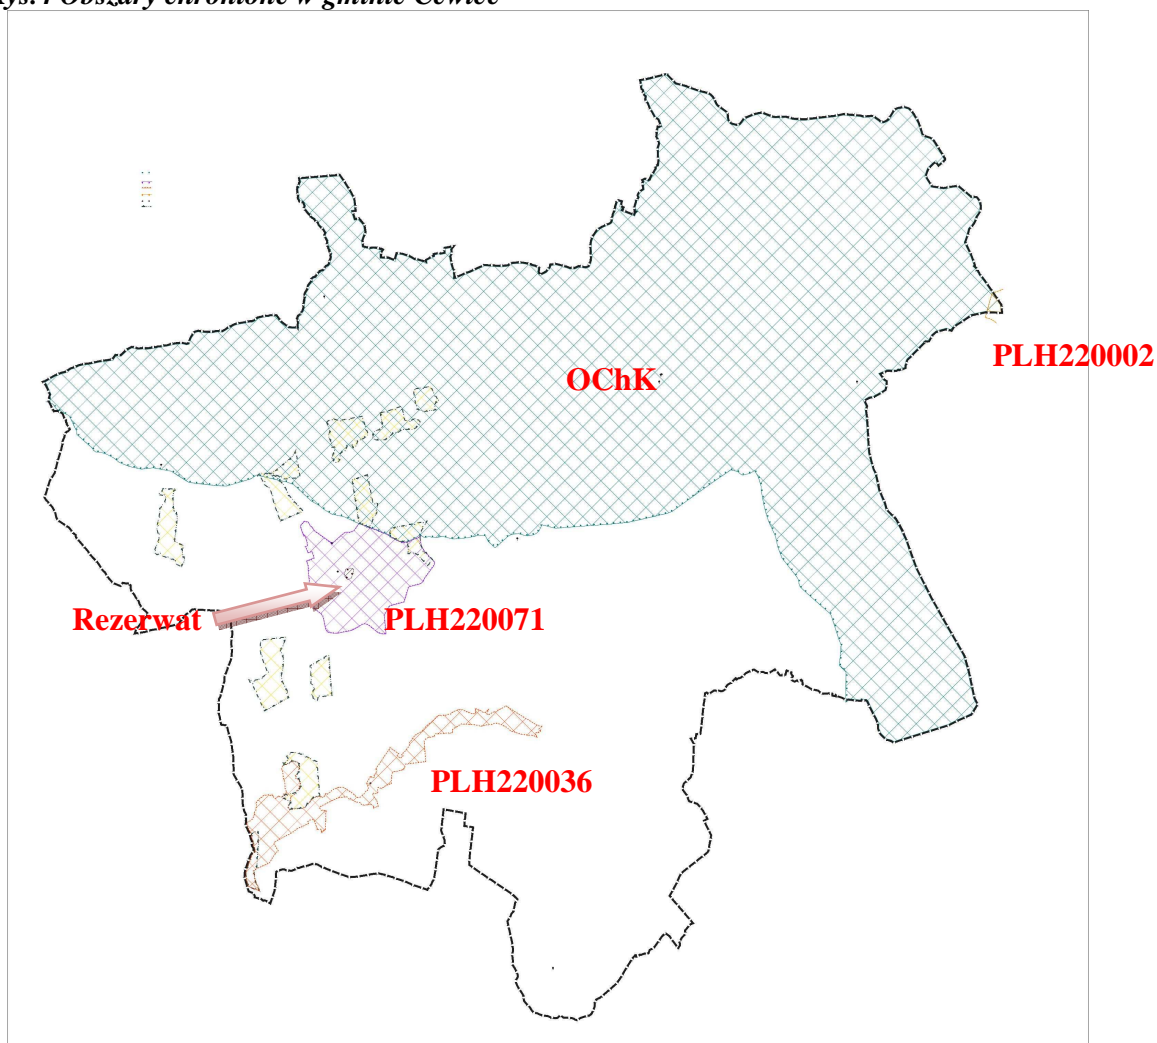 Obszary chronione w gminie Cewice
OChK
PLH220002
Rezerwat
PLH220071
PLH220036